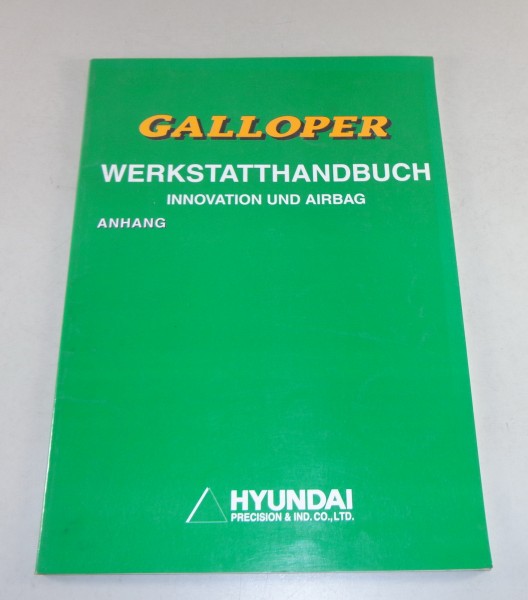 GALLOPER
WERKSTATTHANDBUCH
INNOVATION UND AIRBAG
ANHANG
HYUNDAI
PRECISION & IND. CO., LTD.